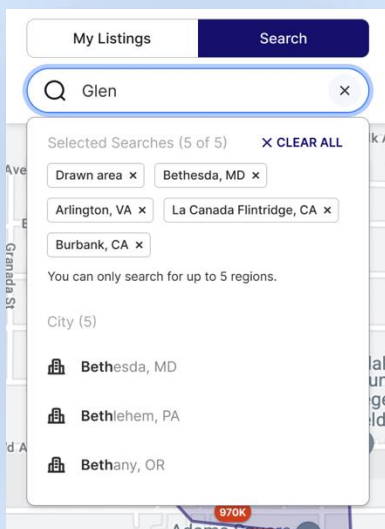 My Listings Search
Glen
Selected Searches (5 of 5) CLEAR ALL
Drawn area Bethesda, MD
Arlington, VA La Canada Flintridge, CA
Burbank, CA
You can only search for up to 5 regions.
City (5)
Bethesda, MD
Bethlehem, PA
Bethany, OR
Granada St
970K